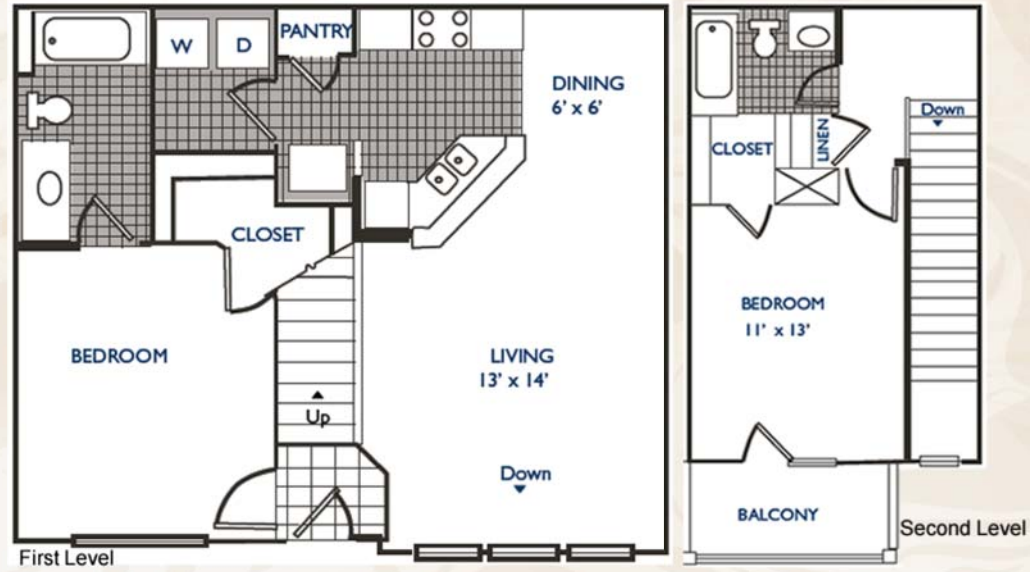 W
D
PANTRY
DINING
6' x 6'
CLOSET
BEDROOM
LIVING
13' x 14'
Up
Down
First Level
Down
CLOSET
LINEN
BEDROOM
11' x 13'
BALCONY
Second Level